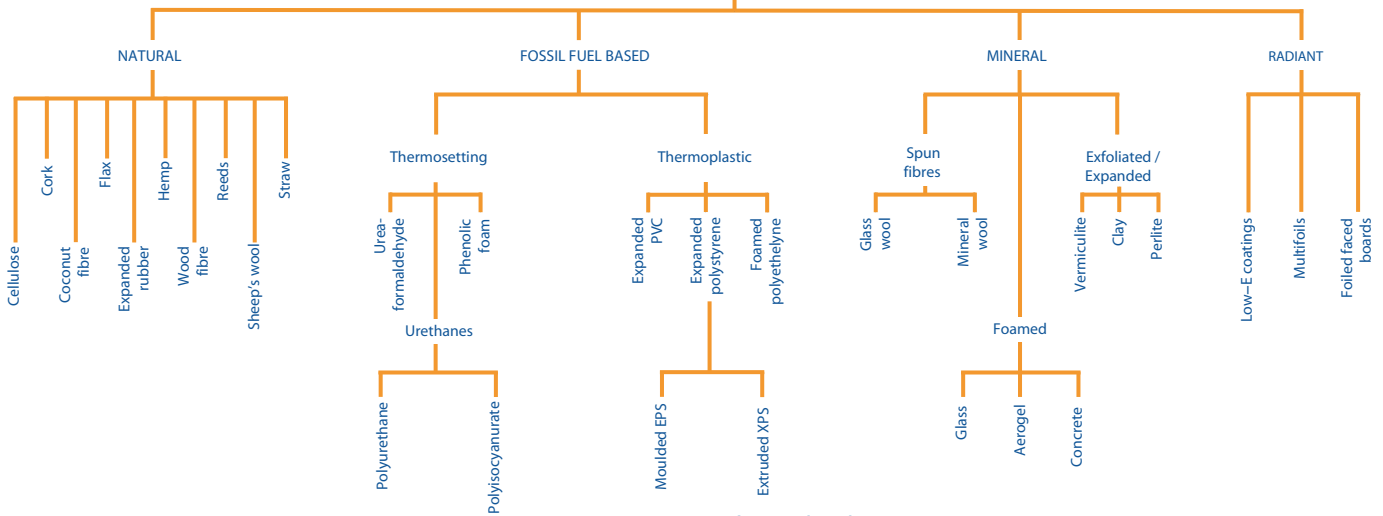 NATURAL
FOSSIL FUEL BASED
MINERAL
RADIANT
Cellulose
Cork
Coconut
fibre
Flax
Expanded
rubber
Hemp
Wood
fibre
Reeds
Sheep's wool
Straw
Thermosetting
Urea-
formaldehyde
Phenolic
foam
Urethanes
Polyurethane
Polyisocyanurate
Thermoplastic
Expanded
PVC
Expanded
polystyrene
Foamed
polyethelyne
Moulded EPS
Extruded XPS
Spun
fibres
Glass
wool
Mineral
wool
Foamed
Glass
Aerogel
Concrete
Exfoliated /
Expanded
Vermiculite
Clay
Perlite
Low–E coatings
Multifoils
Foiled faced
boards